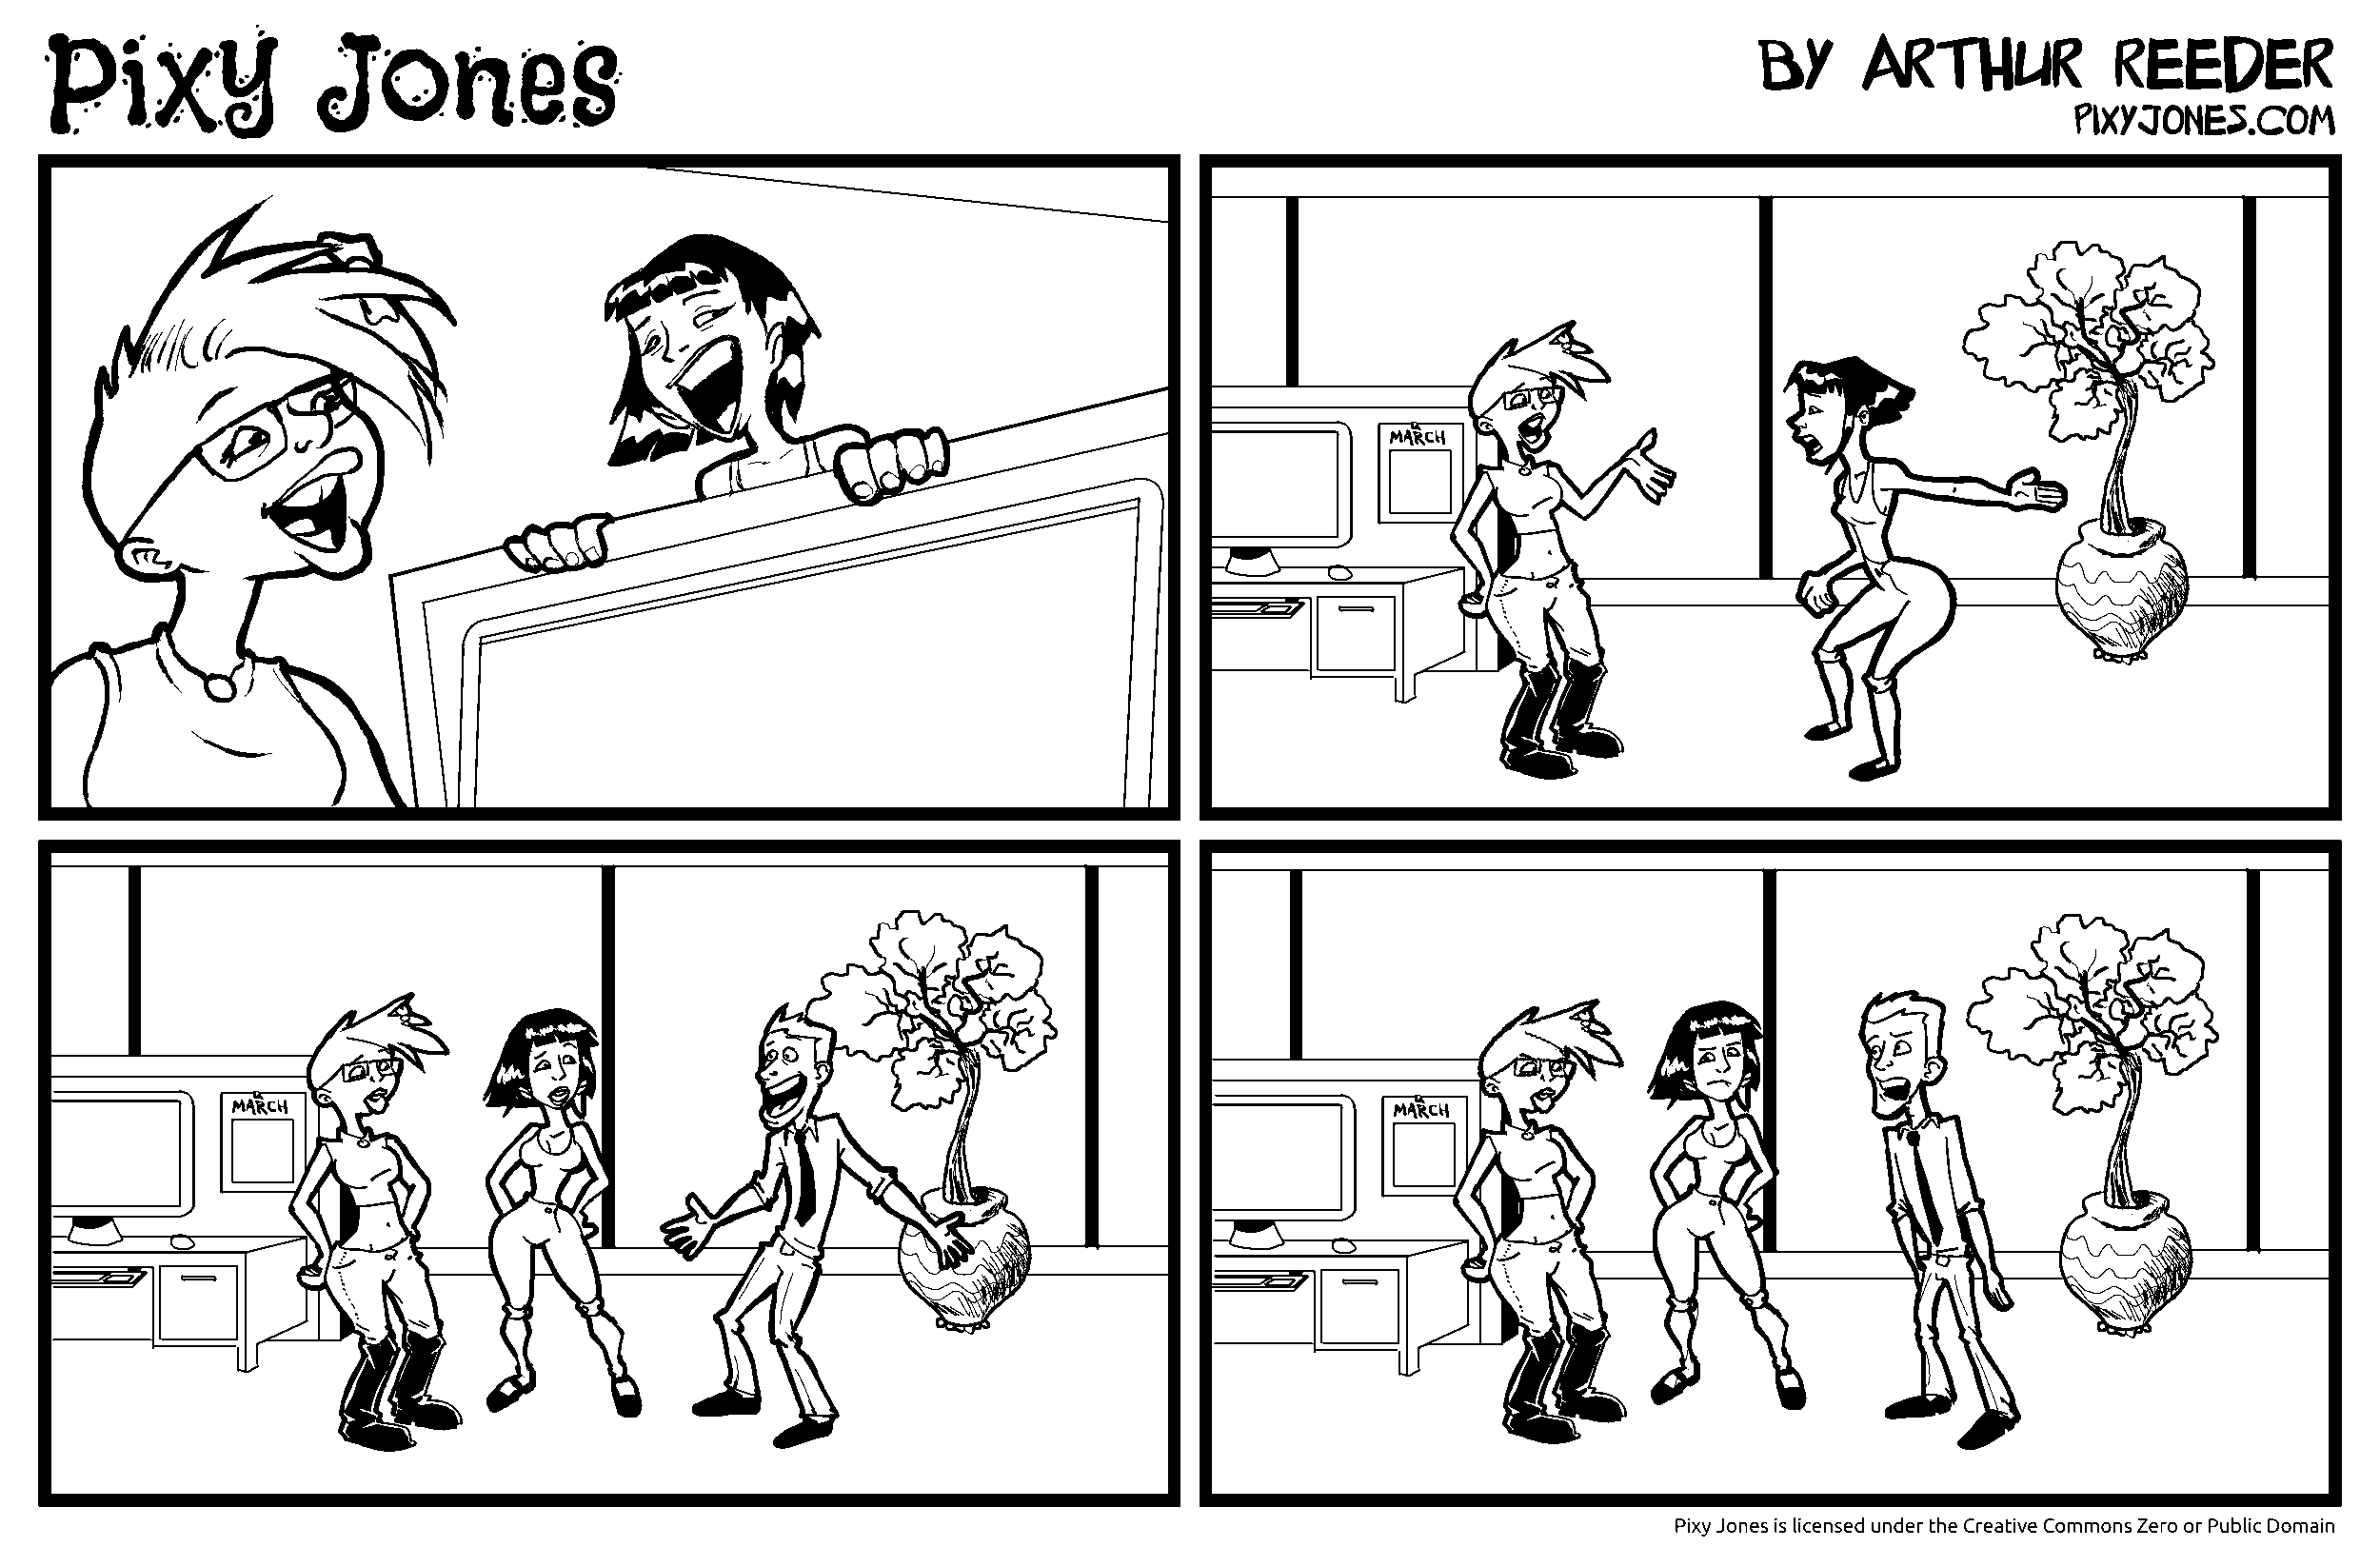 Pixy Jones
BY ARTHUR REEDER
PIXYJONES.COM
MARCH
MARCH
MARCH
Pixy Jones is licensed under the Creative Commons Zero or Public Domain